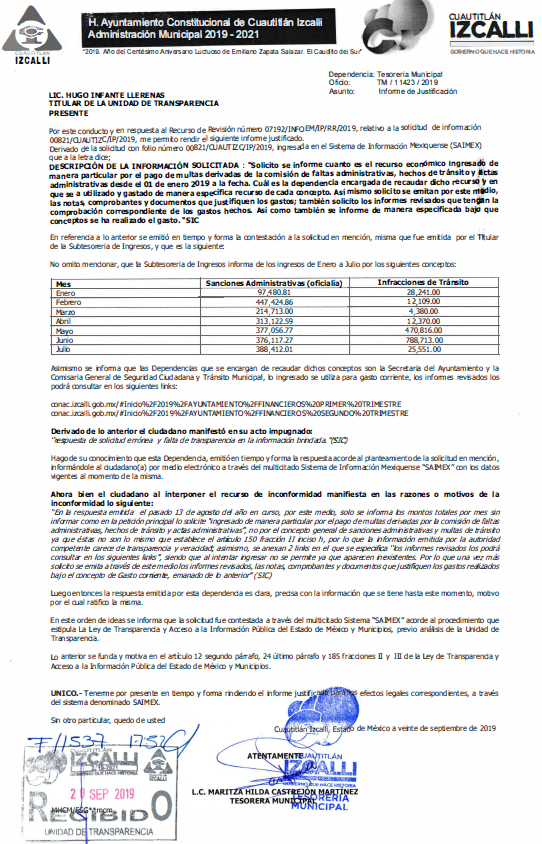 CUAUTITLÁN
IZCALLI
H. Ayuntamiento Constitucional de Cuautitlán Izcalli
Administración Municipal 2019 - 2021
"2019. Año del Centésimo Aniversario Luctuoso de Emiliano Zapata Salazar. El Caudillo del Sur"
CUAUTITLÁN
IZCALLI
GOBIERNO QUE HACE HISTORIA
Dependencia: Tesorería Municipal
Oficio: TM / 11423 / 2019
Asunto: Informe de Justificación
LIC. HUGO INFANTE LLERENAS
TITULAR DE LA UNIDAD DE TRANSPARENCIA
PRESENTE
Por este conducto y en respuesta al Recurso de Revisión número 07192/INFOEM/IP/RR/2019, relativo a la solicitud de información
00821/CUAUTIZC/IP/2019, me permito rendir el siguiente informe justificado.
Derivado de la solicitud con folio número 00821/CUAUTIZC/IP/2019, ingresada en el Sistema de Información Mexiquense (SAIMEX)
que a la letra dice;
DESCRIPCIÓN DE LA INFORMACIÓN SOLICITADA : "Solicito se informe cuanto es el recurso económico ingresado de
manera particular por el pago de multas derivadas de la comisión de faltas administrativas, hechos de tránsito y actas
administrativas desde el 01 de enero 2019 a la fecha. Cuál es la dependencia encargada de recaudar dicho recurso y en
que se a utilizado y gastado de manera especifica recurso de cada concepto. Así mismo solicito se emitan por este medio,
las notas, comprobantes y documentos que justifiquen los gastos; también solicito los informes revisados que tengan la
comprobación correspondiente de los gastos hechos. Así como también se informe de manera especificada bajo que
conceptos se ha realizado el gasto. "SIC
En referencia a lo anterior se emitió en tiempo y forma la contestación a la solicitud en mención, misma que fue emitida por el Titular
de la Subtesorería de Ingresos, y que es la siguiente:
No omito mencionar, que la Subtesorería de Ingresos informa de los ingresos de Enero a Julio por los siguientes conceptos:
Mes Sanciones Administrativas (oficialía) Infracciones de Tránsito
Enero 97,480.81 28,241.00
Febrero 447,424.86 12,109.00
Marzo 214,713.00 4,380.00
Abril 313,122.59 12,370.00
Mayo 377,056.77 470,816.00
Junio 376,117.27 788,713.00
Julio 388,412.01 25,551.00
Asimismo se informa que las Dependencias que se encargan de recaudar dichos conceptos son la Secretaría del Ayuntamiento y la
Comisaria General de Seguridad Ciudadana y Tránsito Municipal, lo ingresado se utiliza para gasto corriente, los informes revisados los
podrá consultar en los siguientes links:
conac.izcalli.gob.mx/#Inicio%2F2019%2FAYUNTAMIENTO%2FFINANCIEROS%20PRIMER%20TRIMESTRE
conac.izcalli.gob.mx/#Inicio%2F2019%2FAYUNTAMIENTO%2FFINANCIEROS%20SEGUNDO%20TRIMESTRE
Derivado de lo anterior el ciudadano manifestó en su acto impugnado:
"respuesta de solicitud errónea y falta de transparencia en la información brindada." (SIC)
Hago de su conocimiento que esta Dependencia, emitió en tiempo y forma la respuesta acorde al planteamiento de la solicitud en mención,
informándole al ciudadano(a) por medio electrónico a través del multicitado Sistema de Información Mexiquense "SAIMEX" con los datos
vigentes al momento de la misma.
Ahora bien el ciudadano al interponer el recurso de inconformidad manifiesta en las razones o motivos de la
inconformidad lo siguiente:
"En la respuesta emitida el pasado 13 de agosto del año en curso, por este medio, solo se informa los montos totales por mes sin
informar como en la petición principal lo solicite "ingresado de manera particular por el pago de multas derivadas por la comisión de faltas
administrativas, hechos de tránsito y actas administrativas", no por el concepto general de sanciones administrativas y multas de tránsito
ya que éstas no son lo mismo que establece el artículo 150 fracción II inciso h, por lo que la información emitida por la autoridad
competente carece de transparencia y veracidad; asimismo, se anexan 2 links en el que se especifica "los informes revisados los podrá
consultar en los siguientes links", siendo que al intentar ingresar no se permite ya que aparecen inexistentes. Por lo que una vez más
solicito se emita a través de este medio los informes revisados, las notas, comprobantes y documentos que justifiquen los gastos realizados
bajo el concepto de Gasto corriente, emanado de lo anterior" (SIC)
Luego entonces la respuesta emitida por esta dependencia es clara, precisa con la información que se tiene hasta este momento, motivo
por el cual ratifico la misma.
En este orden de ideas se informa que la solicitud fue contestada a través del multicitado Sistema "SAIMEX" acorde al procedimiento que
estipula La Ley de Transparencia y Acceso a la Información Pública del Estado de México y Municipios, previo análisis de la Unidad de
Transparencia.
Lo anterior se funda y motiva en el artículo 12 segundo párrafo, 24 último párrafo y 185 fracciones II y III de la Ley de Transparencia y
Acceso a la Información Pública del Estado de México y Municipios.
UNICO.- Teneme por presente en tiempo y forma rindiendo el informe justificado para los efectos legales correspondientes, a través
del sistema denominado SAIMEX.
Sin otro particular, quedo de usted
Cuautitlán Izcalli, Estado de México a veinte de septiembre de 2019
ATENTAMENTE
CUAUTITLÁN
IZCALLI
GOBIERNO QUE HACE HISTORIA
L.C. MARITZA HILDA CASTREJÓN MARTÍNEZ
TESORERA MUNICIPAL
TESORERÍA
MUNICIPAL
IZCALLI
GOBIERNO QUE HACE HISTORIA
IZCALLI
20 SEP 2019
RECIBIDO
UNIDAD DE TRANSPARENCIA